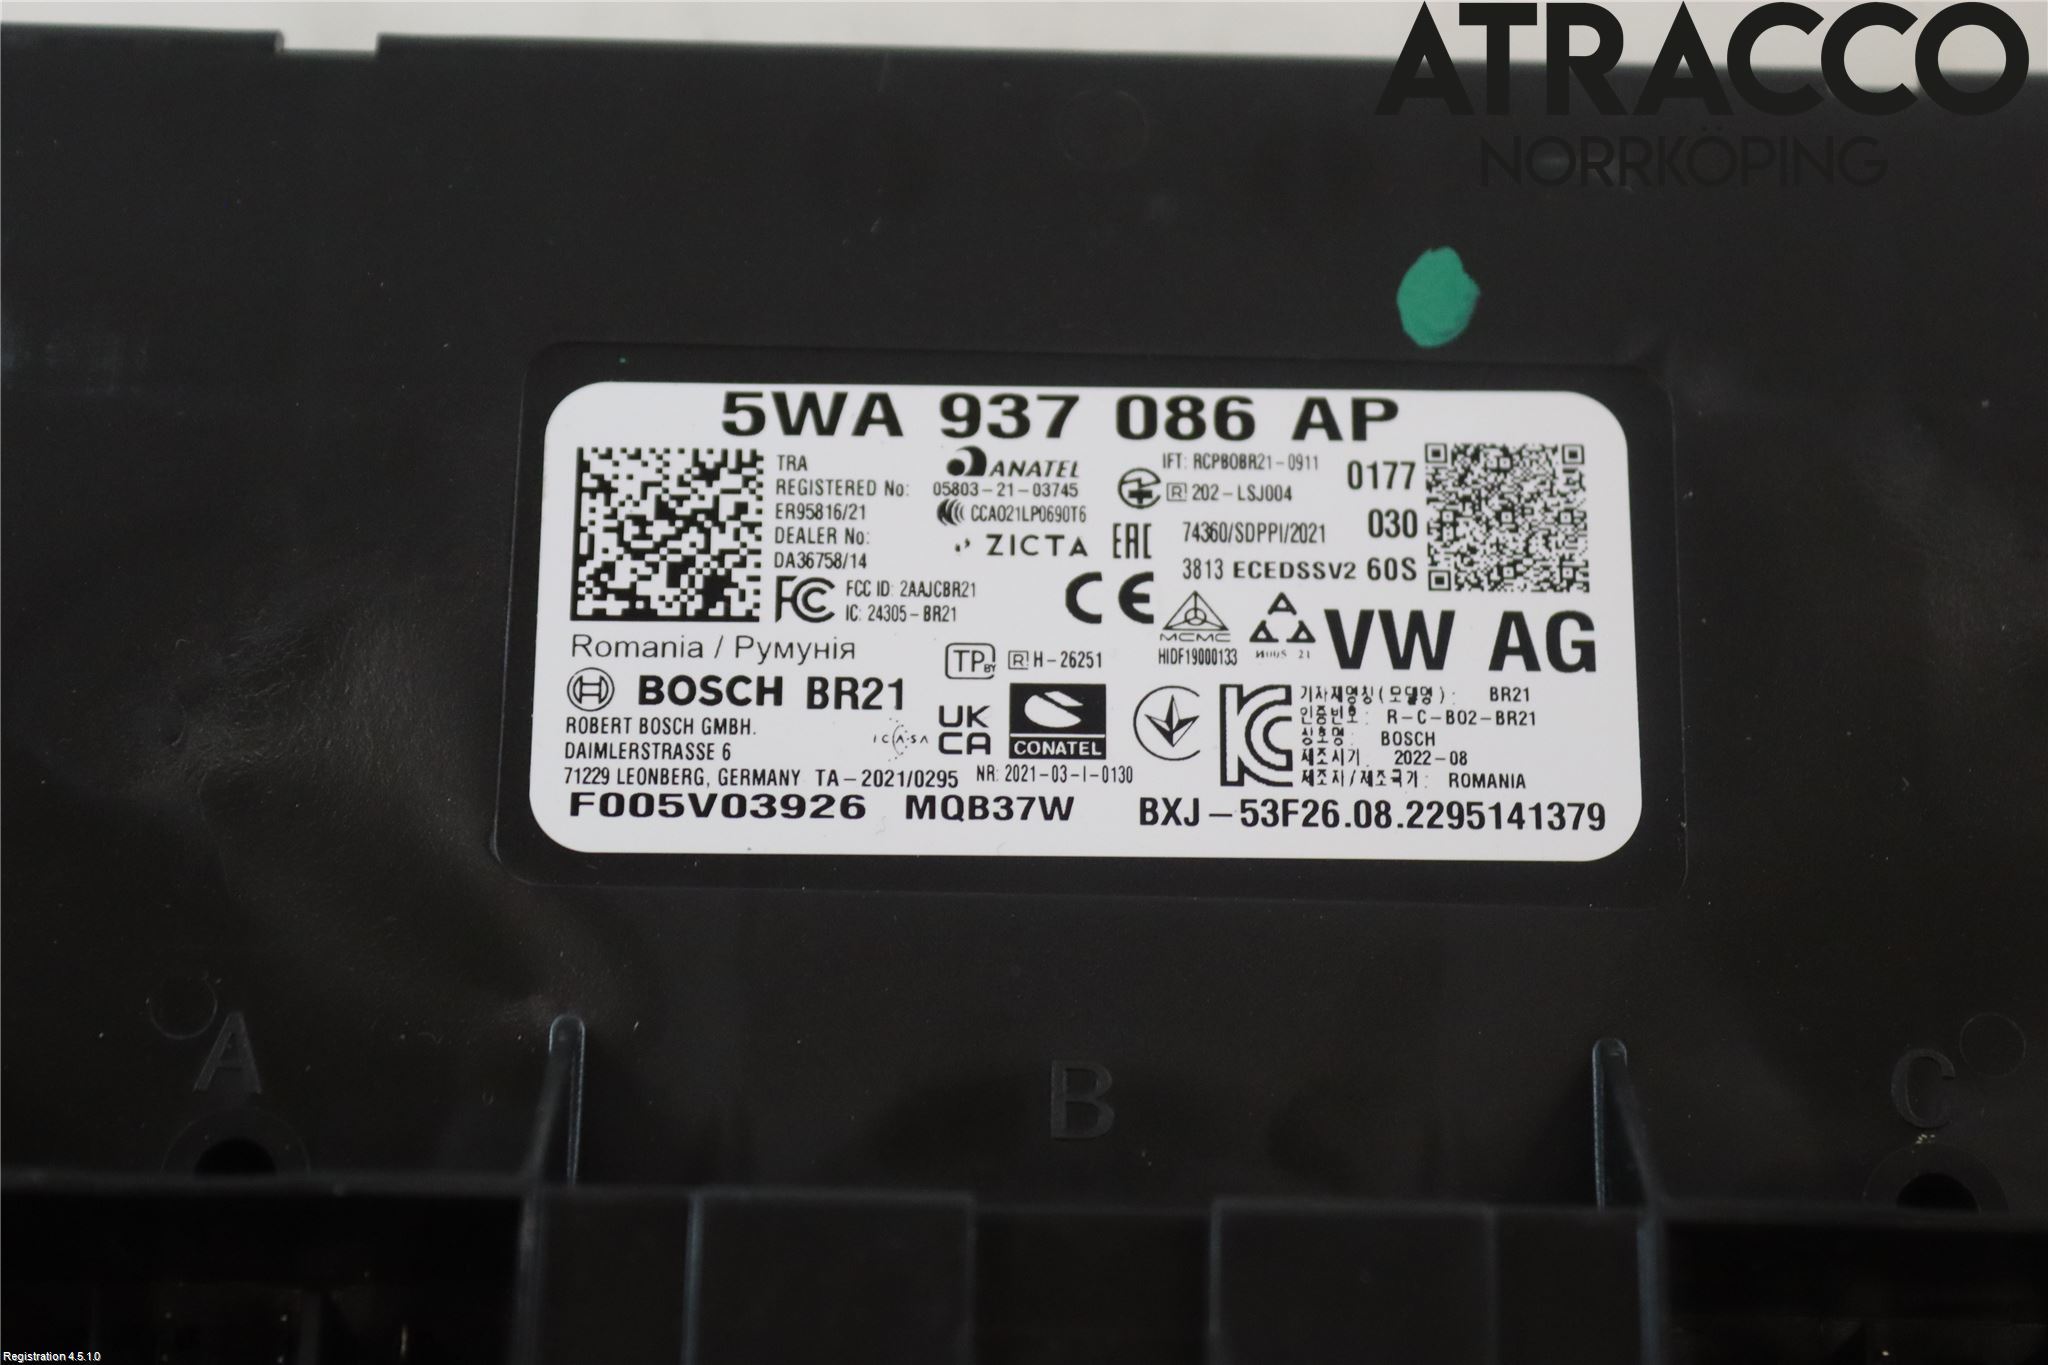 ATRACCO
NORRKÖPING
5WA 937 086 AP
TRA
REGISTERED No:
ER95816/21
DEALER No:
DA36758/14
FCC ID: 2AAJCBR21
IC: 24305-BR21
ANATEL
05803-21-03745
CCAO21LP0690T6
ZICTA
EAC
CE
IFT: RCPBOBR21-0911
R 202-LSJ004
74360/SDPPI/2021
3813 ECEDSSV2 60S
0177
030
MCMC
HIDF19000133
VW AG
Romania / Румунія
TP BY
R H-26251
BOSCH BR21
ROBERT BOSCH GMBH.
DAIMLERSTRASSE 6
71229 LEONBERG, GERMANY TA-2021/0295
ICASA
UK
CA
CONATEL
NR: 2021-03-I-0130
기자재명칭(모델명): BR21
인증번호: R-C-BO2-BR21
상호명: BOSCH
제조시기: 2022-08
제조자/제조국가: ROMANIA
F005V03926 MQB37W BXJ-53F26.08.2295141379
A
B
C
Registration 4.5.1.0